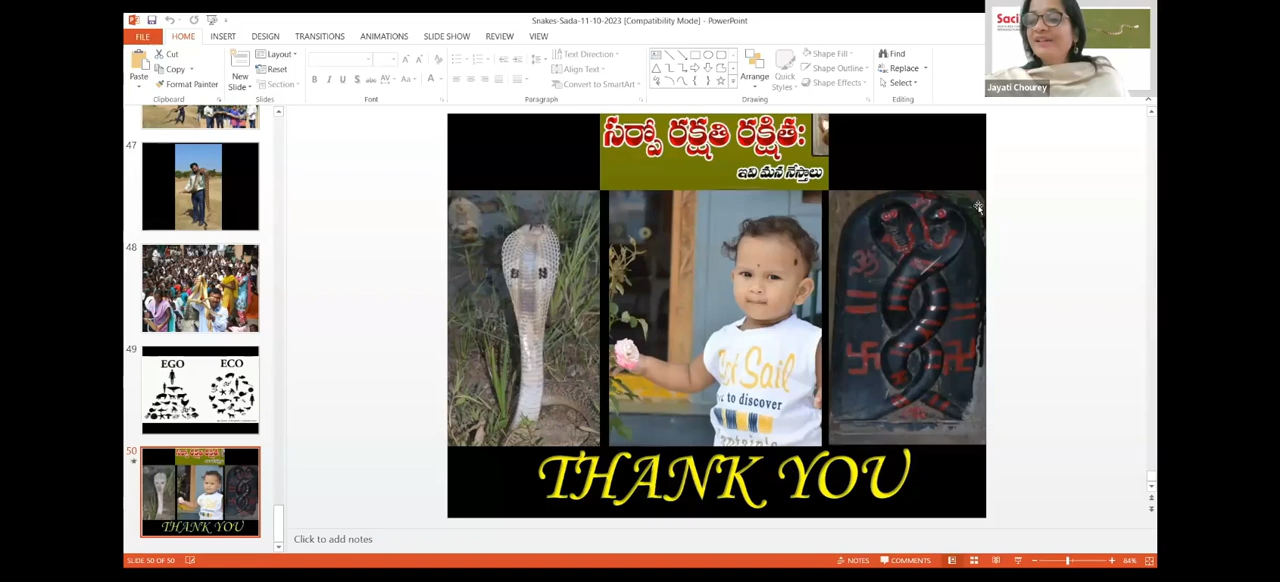 Snakes-Sada-11-10-2023 [Compatibility Mode] - PowerPoint
FILE HOME INSERT DESIGN TRANSITIONS ANIMATIONS SLIDE SHOW REVIEW VIEW
Paste
Cut
Copy
Format Painter
Clipboard
New
Slide
Layout
Reset
Section
Slides
B I U S abc AV Aa A
Font
Text Direction
Align Text
Convert to SmartArt
Paragraph
Arrange
Quick
Styles
Shape Fill
Shape Outline
Shape Effects
Drawing
Find
Replace
Select
Editing
Saci
Jayati Chourey
47
48
49
EGO ECO
50
THANK YOU
సర్పో రక్షతి రక్షితః
ఇవి మన నేస్తాలు
Sail
to discover
THANK YOU
Click to add notes
SLIDE 50 OF 50
NOTES COMMENTS 84%